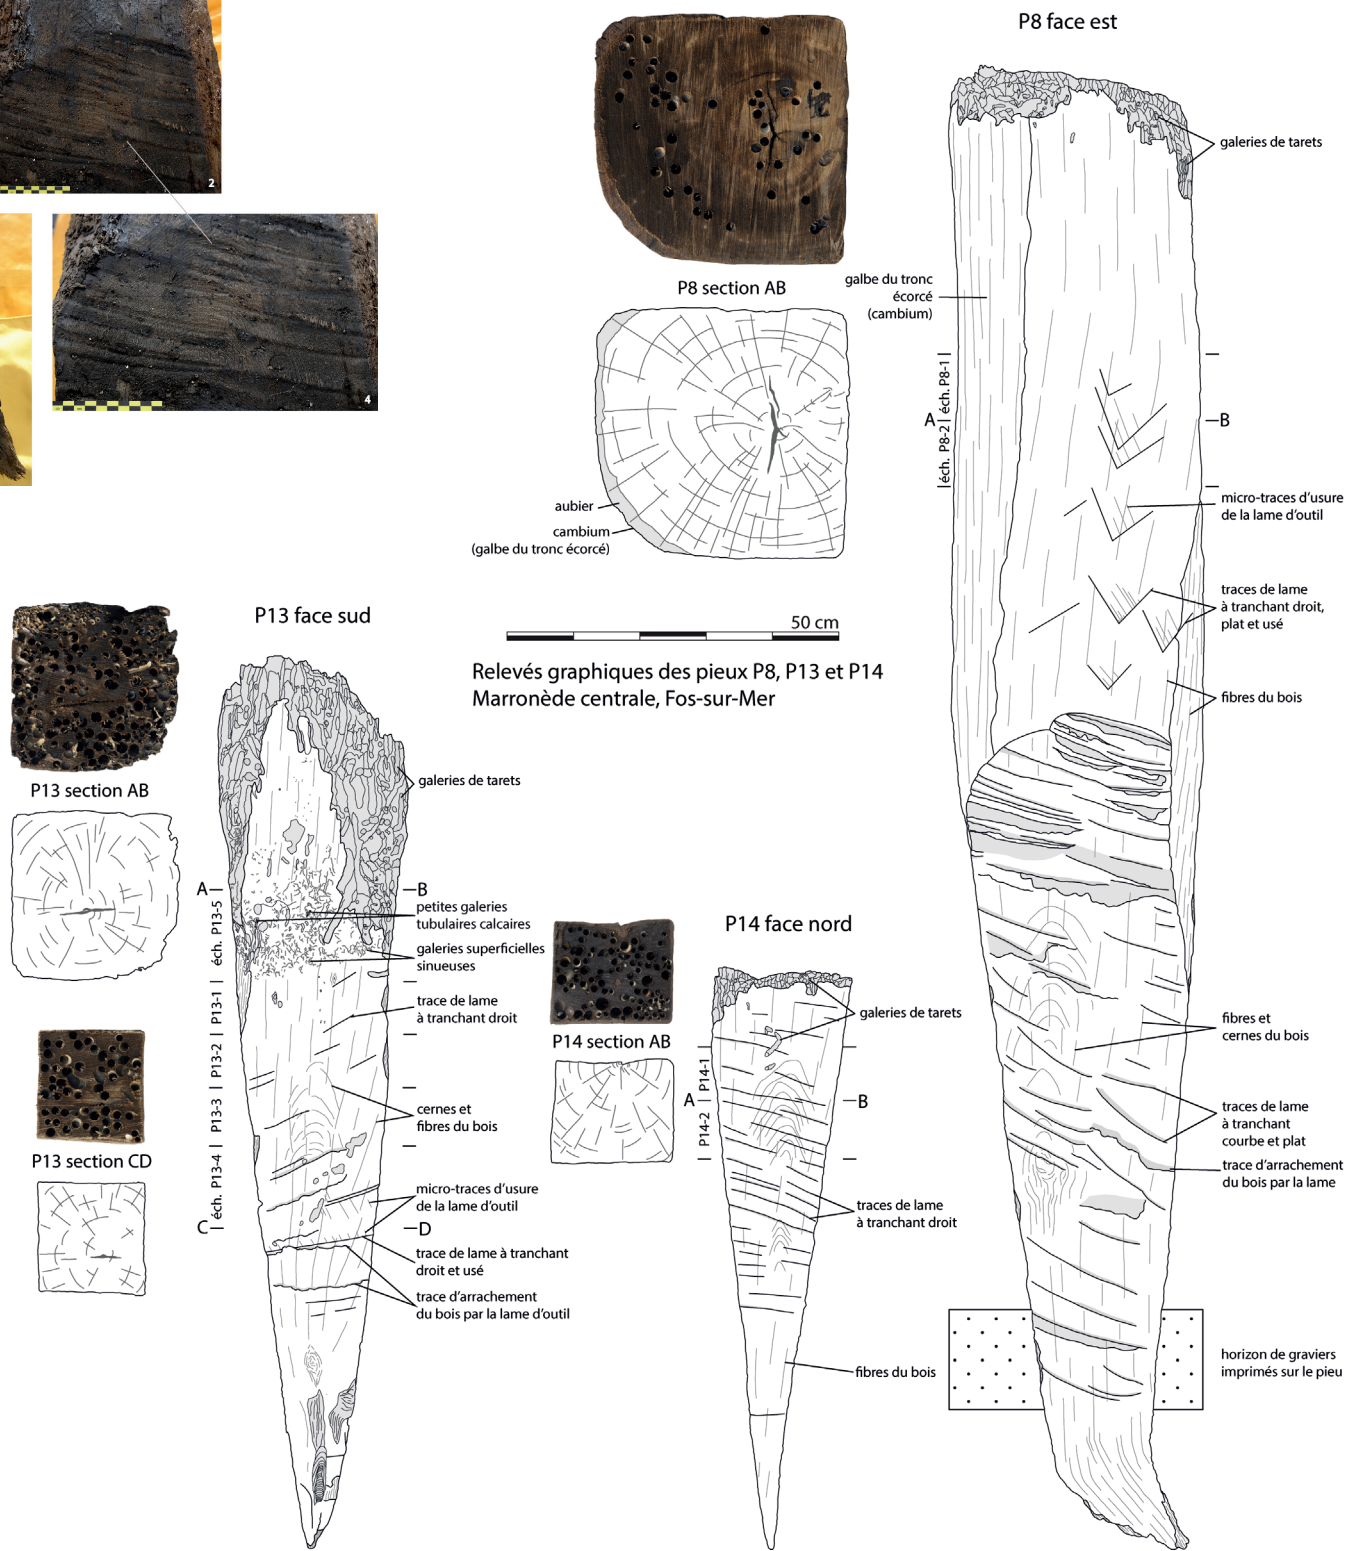 2
4
P8 face est
galeries de tarets
P8 section AB
galbe du tronc
écorcé
(cambium)
éch. P8-1
A
B
éch. P8-2
micro-traces d'usure
de la lame d'outil
aubier
cambium
(galbe du tronc écorcé)
traces de lame
à tranchant droit,
plat et usé
fibres du bois
50 cm
Relevés graphiques des pieux P8, P13 et P14
Marronède centrale, Fos-sur-Mer
P13 face sud
P13 section AB
galeries de tarets
A
B
éch. P13-5
petites galeries
tubulaires calcaires
galeries superficielles
sinueuses
P13-1
trace de lame
à tranchant droit
P13-2
P13-3
cernes et
fibres du bois
éch. P13-4
micro-traces d'usure
de la lame d'outil
C
D
trace de lame à tranchant
droit et usé
trace d'arrachement
du bois par la lame d'outil
P13 section CD
P14 face nord
P14 section AB
galeries de tarets
P14-1
A
B
P14-2
traces de lame
à tranchant droit
fibres du bois
fibres et
cernes du bois
traces de lame
à tranchant
courbe et plat
trace d'arrachement
du bois par la lame
horizon de graviers
imprimés sur le pieu